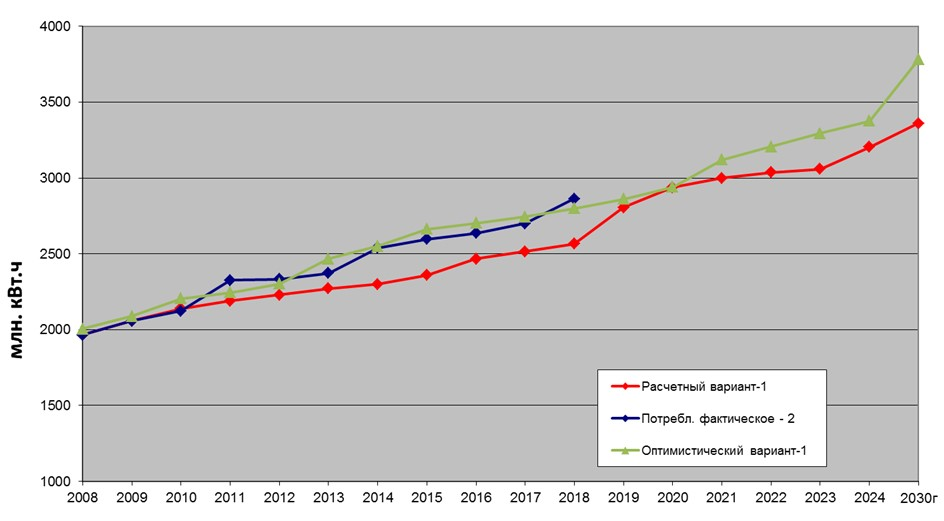 млн. кВт.ч
4000
3500
3000
2500
2000
1500
1000
Расчетный вариант-1
Потребл. фактическое - 2
Оптимистический вариант-1
2008 2009 2010 2011 2012 2013 2014 2015 2016 2017 2018 2019 2020 2021 2022 2023 2024 2030г